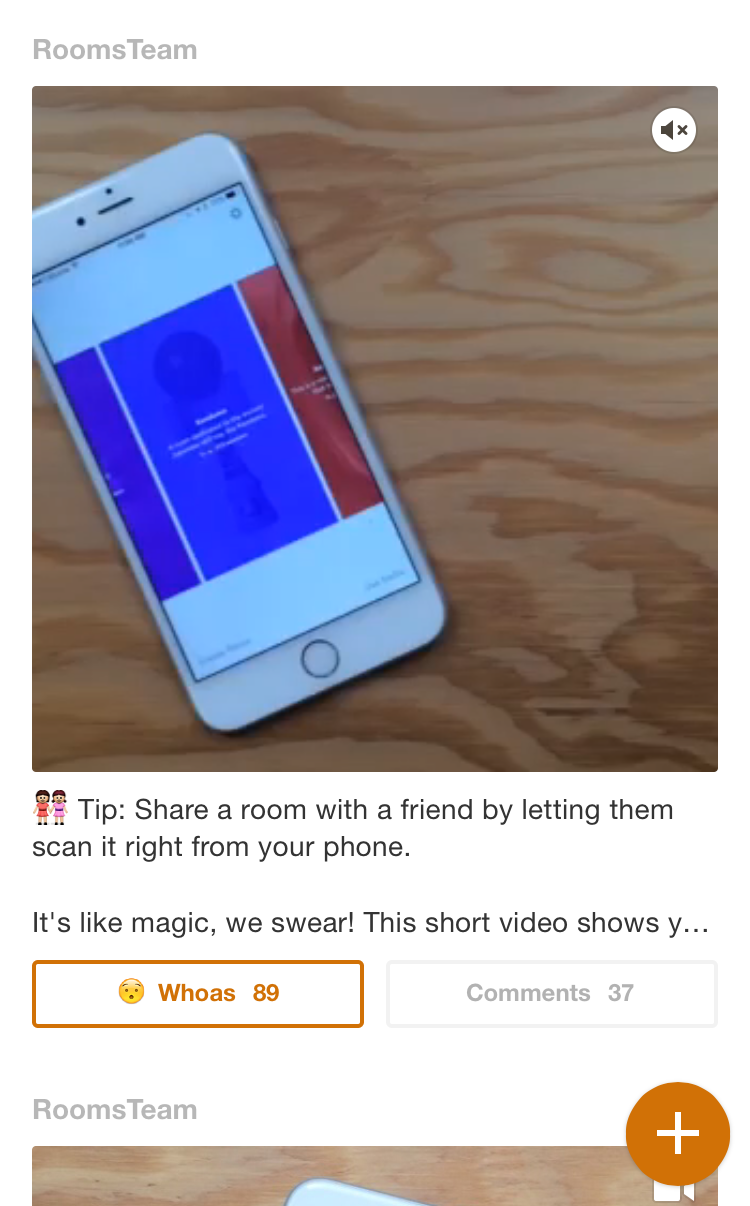 RoomsTeam
👭 Tip: Share a room with a friend by letting them
scan it right from your phone.
It's like magic, we swear! This short video shows y...
😯 Whoas 89
Comments 37
RoomsTeam